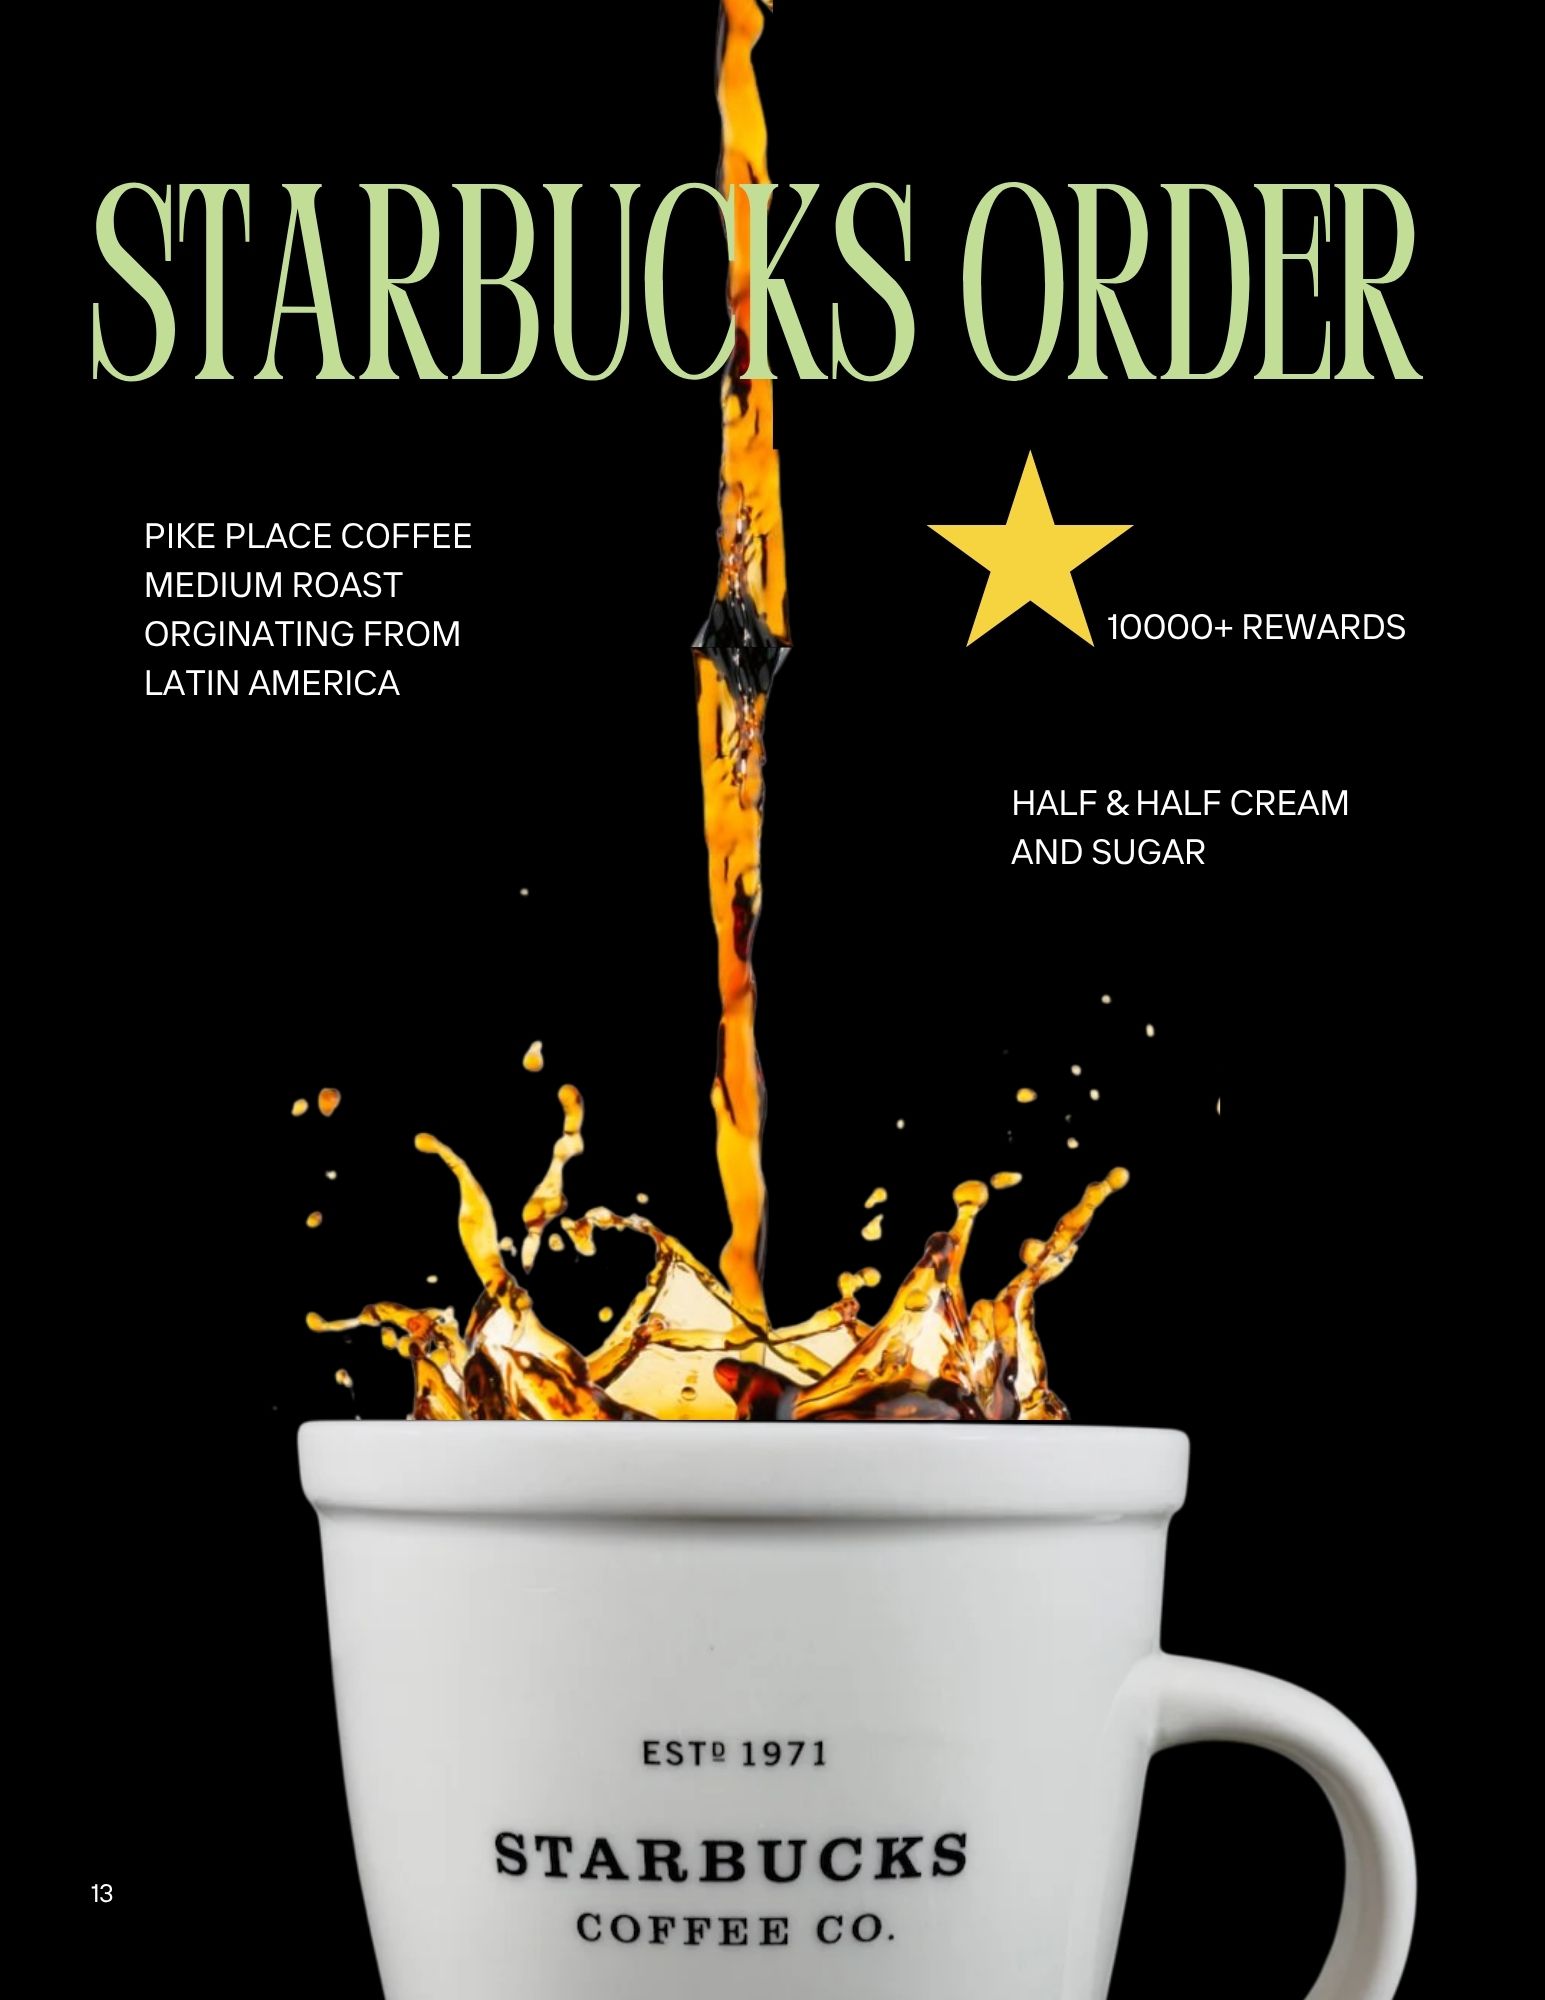 STARBUCKS ORDER
PIKE PLACE COFFEE
MEDIUM ROAST
ORGINATING FROM
LATIN AMERICA
10000+ REWARDS
HALF & HALF CREAM
AND SUGAR
ESTᴰ 1971
STARBUCKS
COFFEE CO.
13